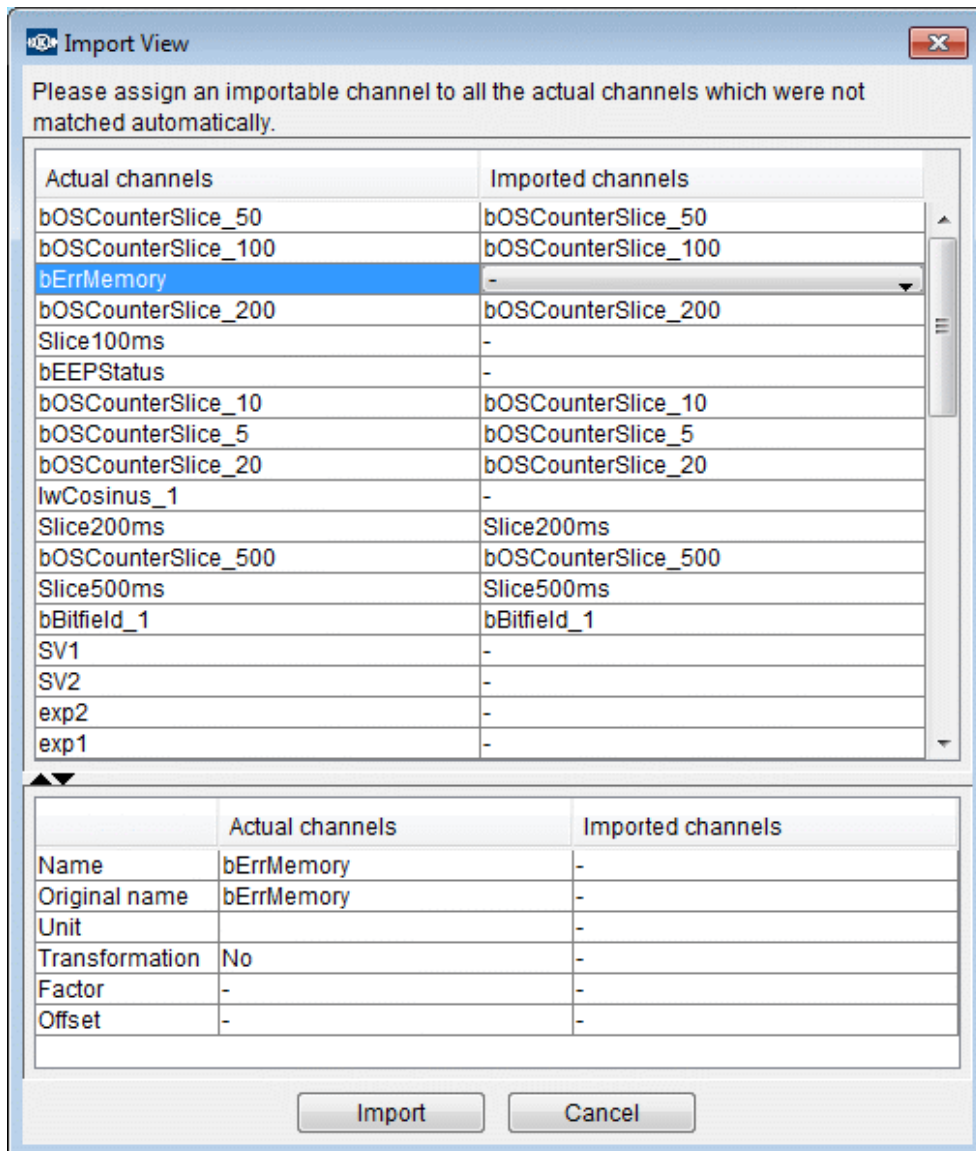 Import View
Please assign an importable channel to all the actual channels which were not
matched automatically.
Actual channels Imported channels
bOSCounterSlice_50 bOSCounterSlice_50
bOSCounterSlice_100 bOSCounterSlice_100
bErrMemory -
bOSCounterSlice_200 bOSCounterSlice_200
Slice100ms -
bEEPStatus -
bOSCounterSlice_10 bOSCounterSlice_10
bOSCounterSlice_5 bOSCounterSlice_5
bOSCounterSlice_20 bOSCounterSlice_20
lwCosinus_1 -
Slice200ms Slice200ms
bOSCounterSlice_500 bOSCounterSlice_500
Slice500ms Slice500ms
bBitfield_1 bBitfield_1
SV1 -
SV2 -
exp2 -
exp1 -
Actual channels Imported channels
Name bErrMemory -
Original name bErrMemory -
Unit -
Transformation No -
Factor - -
Offset - -
Import Cancel